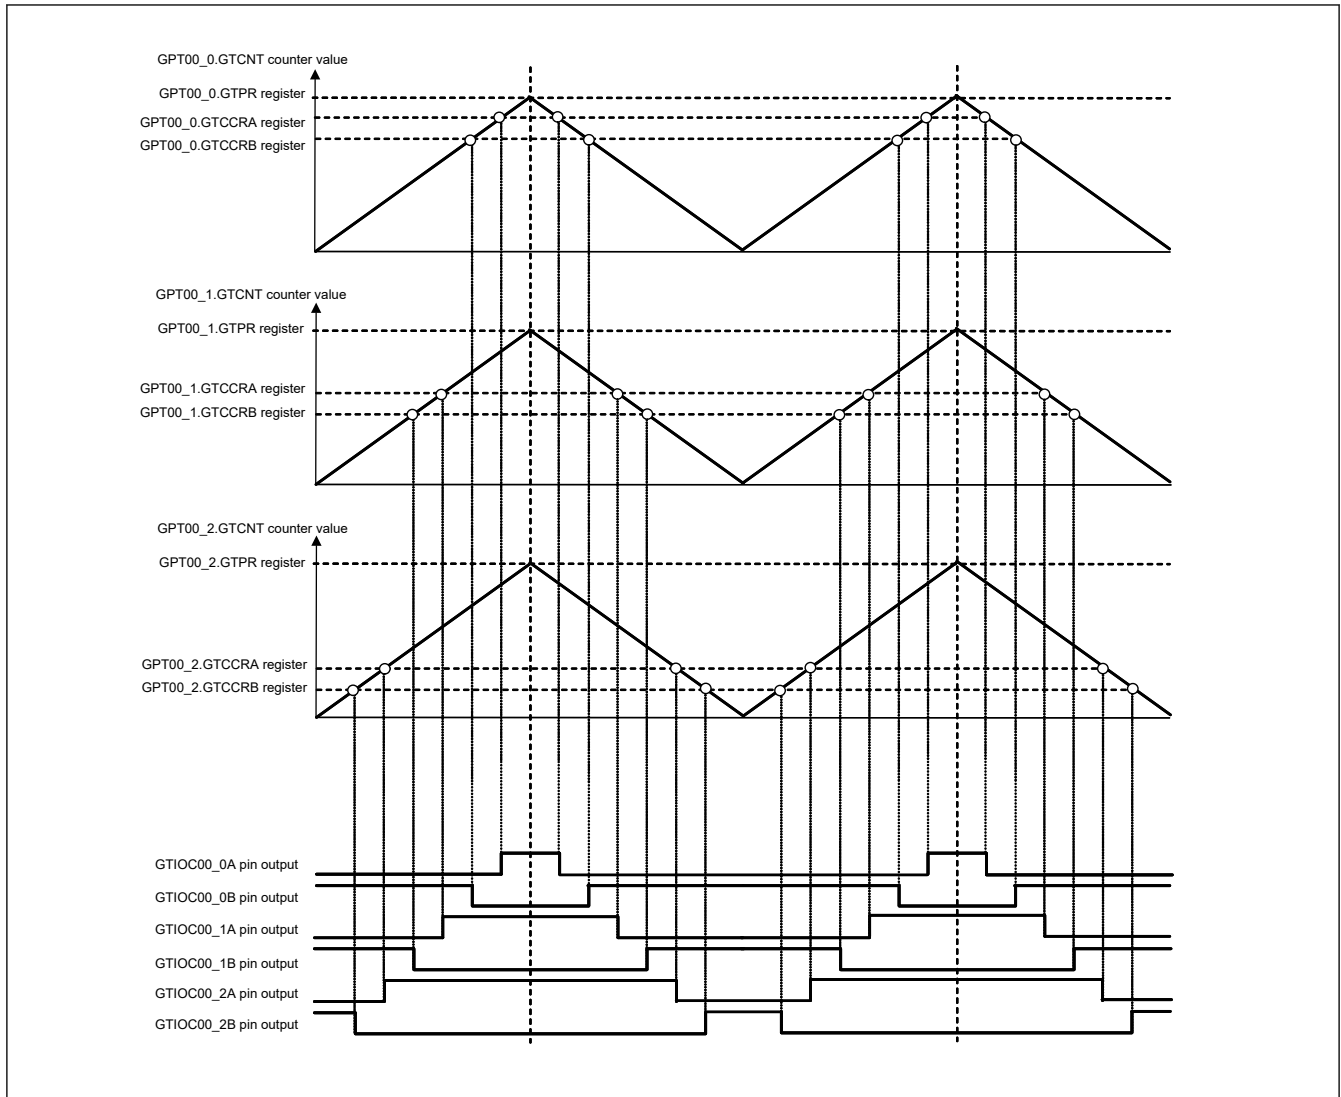 GPT00_0.GTCNT counter value
GPT00_0.GTPR register
GPT00_0.GTCCRA register
GPT00_0.GTCCRB register
GPT00_1.GTCNT counter value
GPT00_1.GTPR register
GPT00_1.GTCCRA register
GPT00_1.GTCCRB register
GPT00_2.GTCNT counter value
GPT00_2.GTPR register
GPT00_2.GTCCRA register
GPT00_2.GTCCRB register
GTIOC00_0A pin output
GTIOC00_0B pin output
GTIOC00_1A pin output
GTIOC00_1B pin output
GTIOC00_2A pin output
GTIOC00_2B pin output